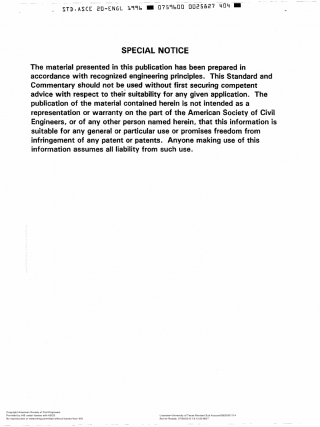 STD.ASCE 20-ENGL 1996 ■ 0759600 0025827 404 ■
SPECIAL NOTICE
The material presented in this publication has been prepared in
accordance with recognized engineering principles. This Standard and
Commentary should not be used without first securing competent
advice with respect to their suitability for any given application. The
publication of the material contained herein is not intended as a
representation or warranty on the part of the American Society of Civil
Engineers, or of any other person named herein, that this information is
suitable for any general or particular use or promises freedom from
infringement of any patent or patents. Anyone making use of this
information assumes all liability from such use.